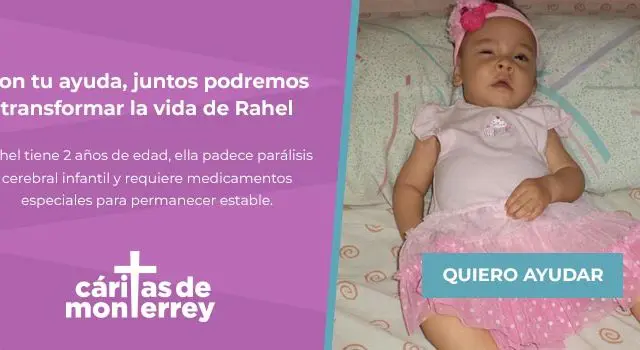 on tu ayuda, juntos podremos
transformar la vida de Rahel
hel tiene 2 años de edad, ella padece parálisis
cerebral infantil y requiere medicamentos
especiales para permanecer estable.
cáritas de
monterrey
QUIERO AYUDAR